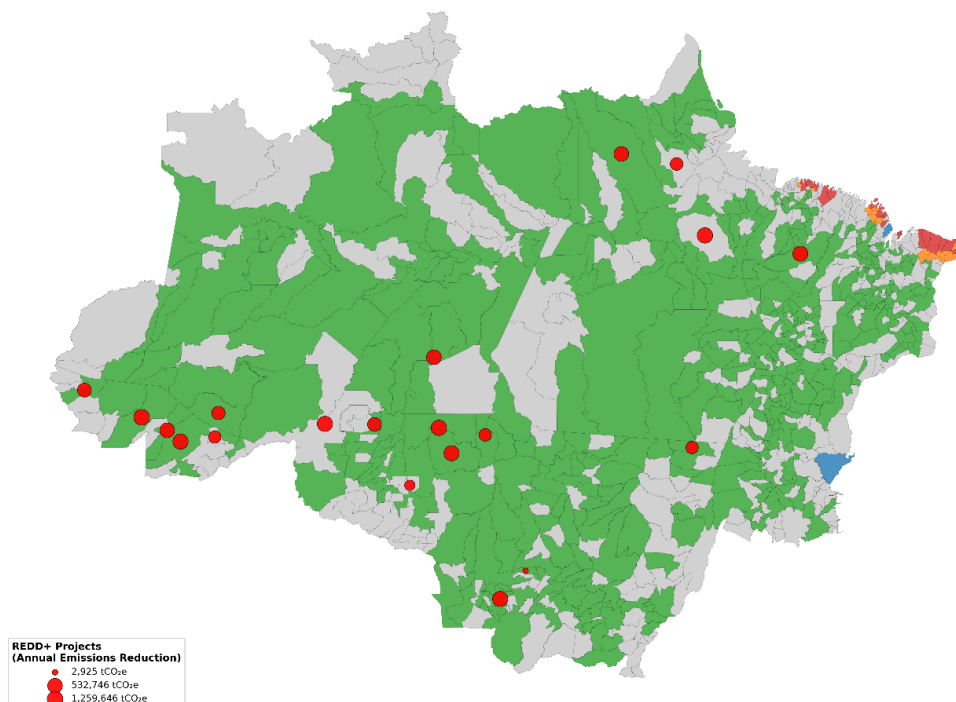 REDD+ Projects
(Annual Emissions Reduction)
2,925 tCO₂e
532,746 tCO₂e
1,259,646 tCO₂e